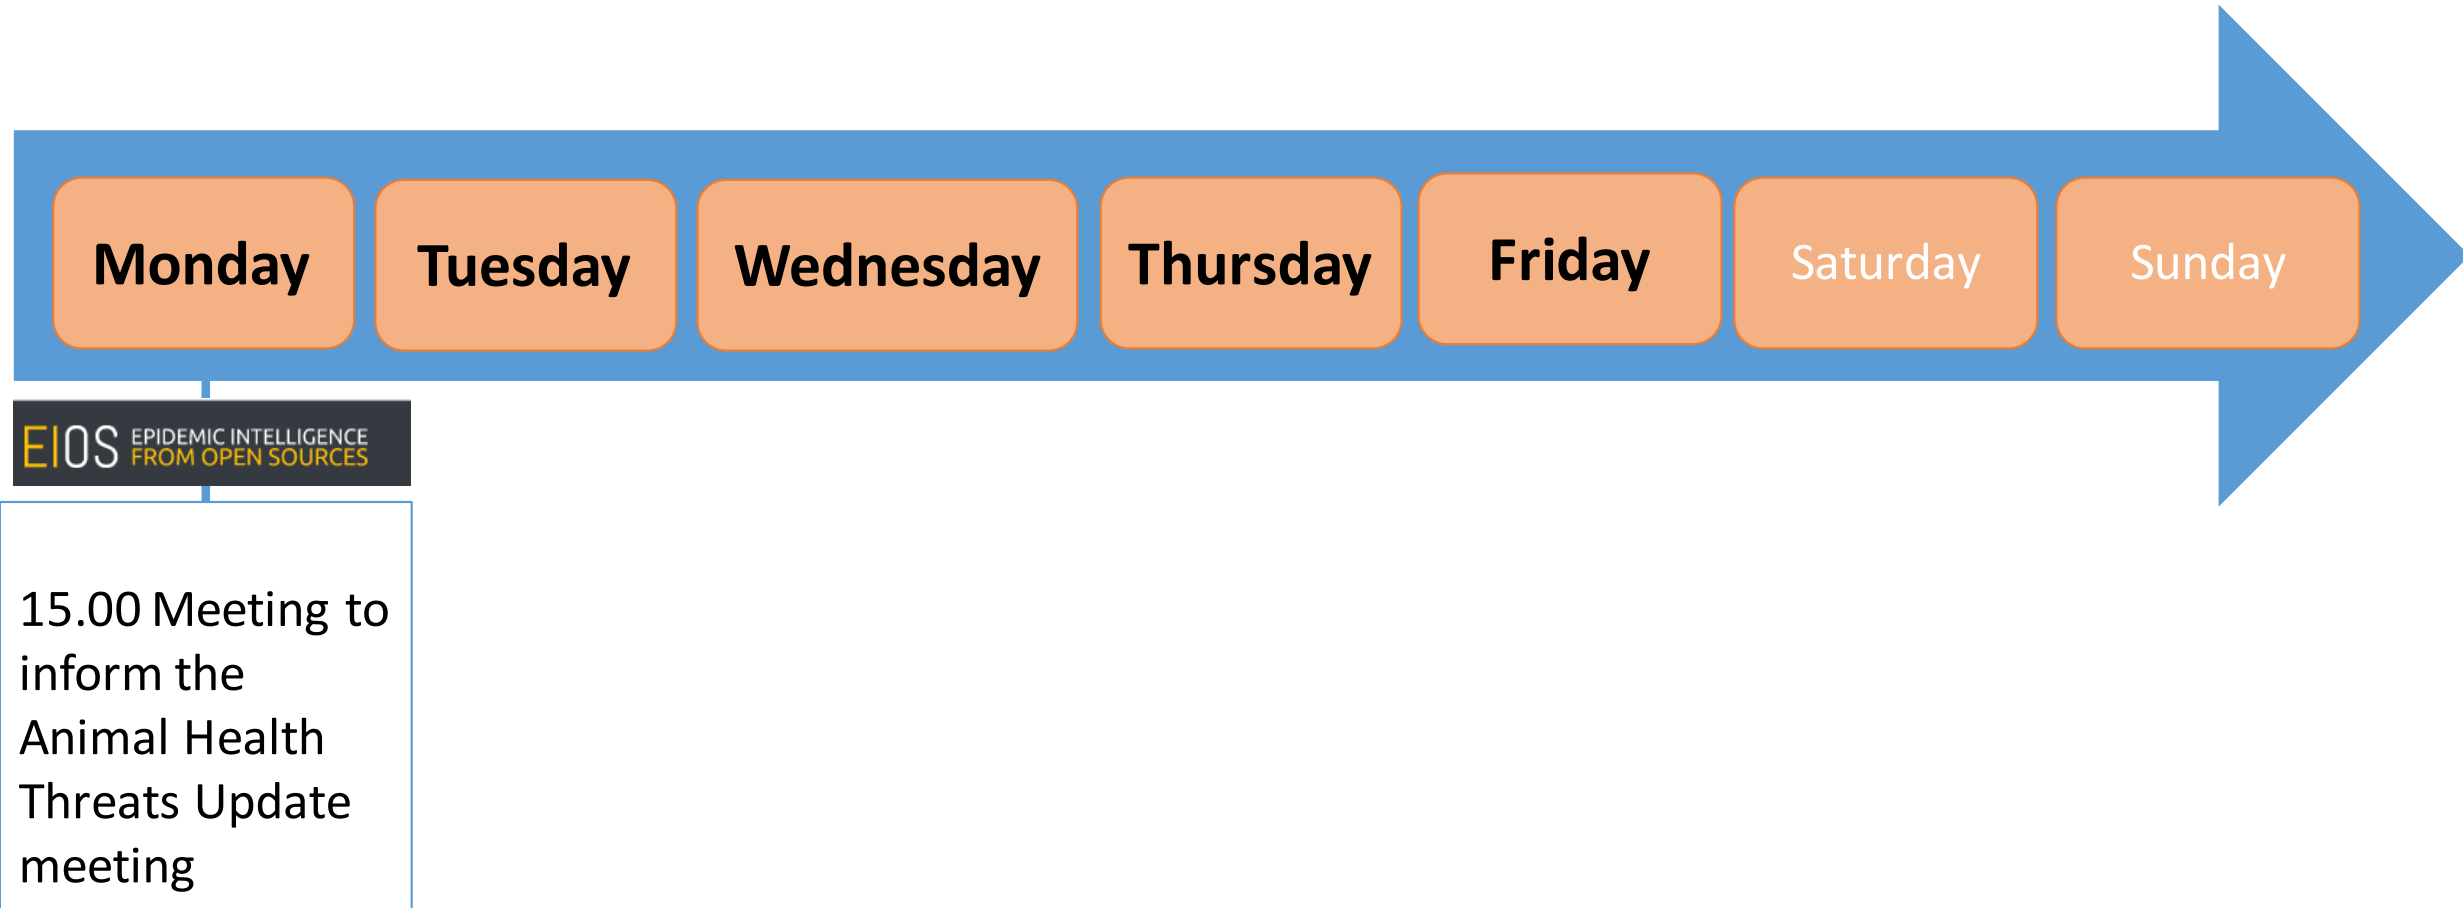 Monday
Tuesday
Wednesday
Thursday
Friday
Saturday
Sunday
EIOS
EPIDEMIC INTELLIGENCE
FROM OPEN SOURCES
15.00 Meeting to
inform the
Animal Health
Threats Update
meeting